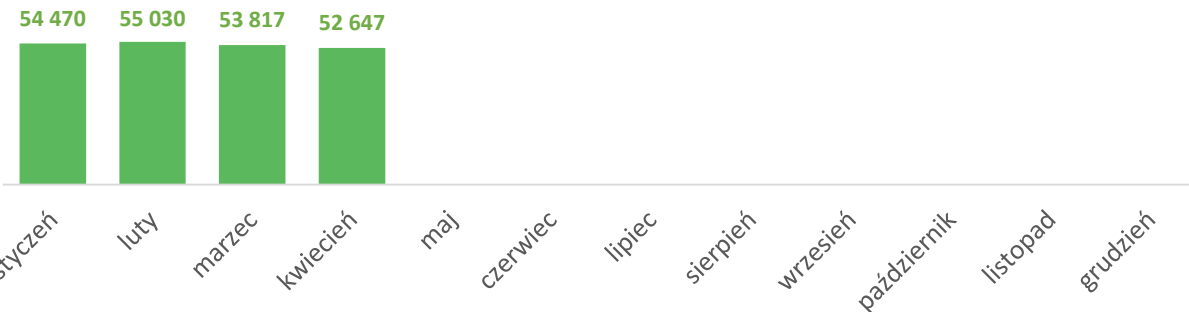 54 470 55 030 53 817 52 647
styczeń luty marzec kwiecień maj czerwiec lipiec sierpień wrzesień październik listopad grudzień